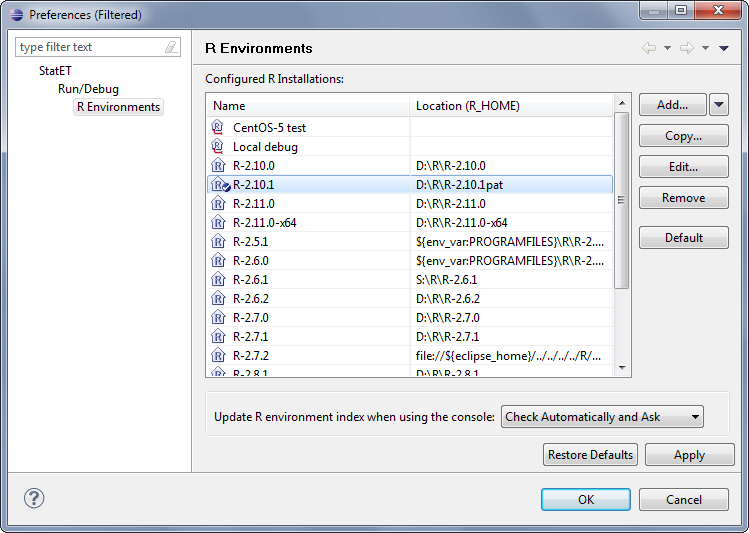 Preferences (Filtered)
type filter text
StatET
Run/Debug
R Environments
R Environments
Configured R Installations:
Name Location (R_HOME)
CentOS-5 test
Local debug
R-2.10.0 D:\R\R-2.10.0
R-2.10.1 D:\R\R-2.10.1pat
R-2.11.0 D:\R\R-2.11.0
R-2.11.0-x64 D:\R\R-2.11.0-x64
R-2.5.1 ${env_var:PROGRAMFILES}\R\R-2....
R-2.6.0 ${env_var:PROGRAMFILES}\R\R-2....
R-2.6.1 S:\R\R-2.6.1
R-2.6.2 D:\R\R-2.6.2
R-2.7.0 D:\R\R-2.7.0
R-2.7.1 D:\R\R-2.7.1
R-2.7.2 file://${eclipse_home}/../../../../R/...
R-2.8.1 D:\R\R-2.8.1
Add...
Copy...
Edit...
Remove
Default
Update R environment index when using the console: Check Automatically and Ask
Restore Defaults Apply
OK Cancel